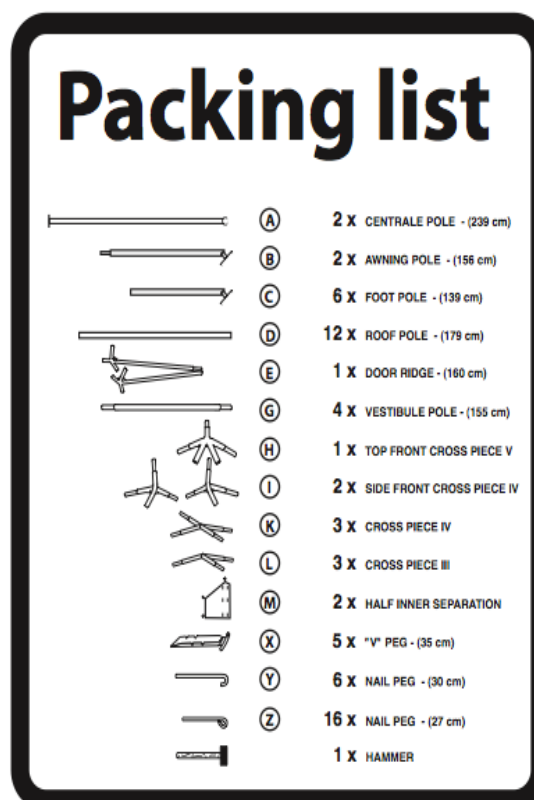 Packing list
A 2 x CENTRALE POLE - (239 cm)
B 2 x AWNING POLE - (156 cm)
C 6 x FOOT POLE - (139 cm)
D 12 x ROOF POLE - (179 cm)
E 1 x DOOR RIDGE - (160 cm)
G 4 x VESTIBULE POLE - (155 cm)
H 1 x TOP FRONT CROSS PIECE V
I 2 x SIDE FRONT CROSS PIECE IV
K 3 x CROSS PIECE IV
L 3 x CROSS PIECE III
M 2 x HALF INNER SEPARATION
X 5 x "V" PEG - (35 cm)
Y 6 x NAIL PEG - (30 cm)
Z 16 x NAIL PEG - (27 cm)
1 x HAMMER